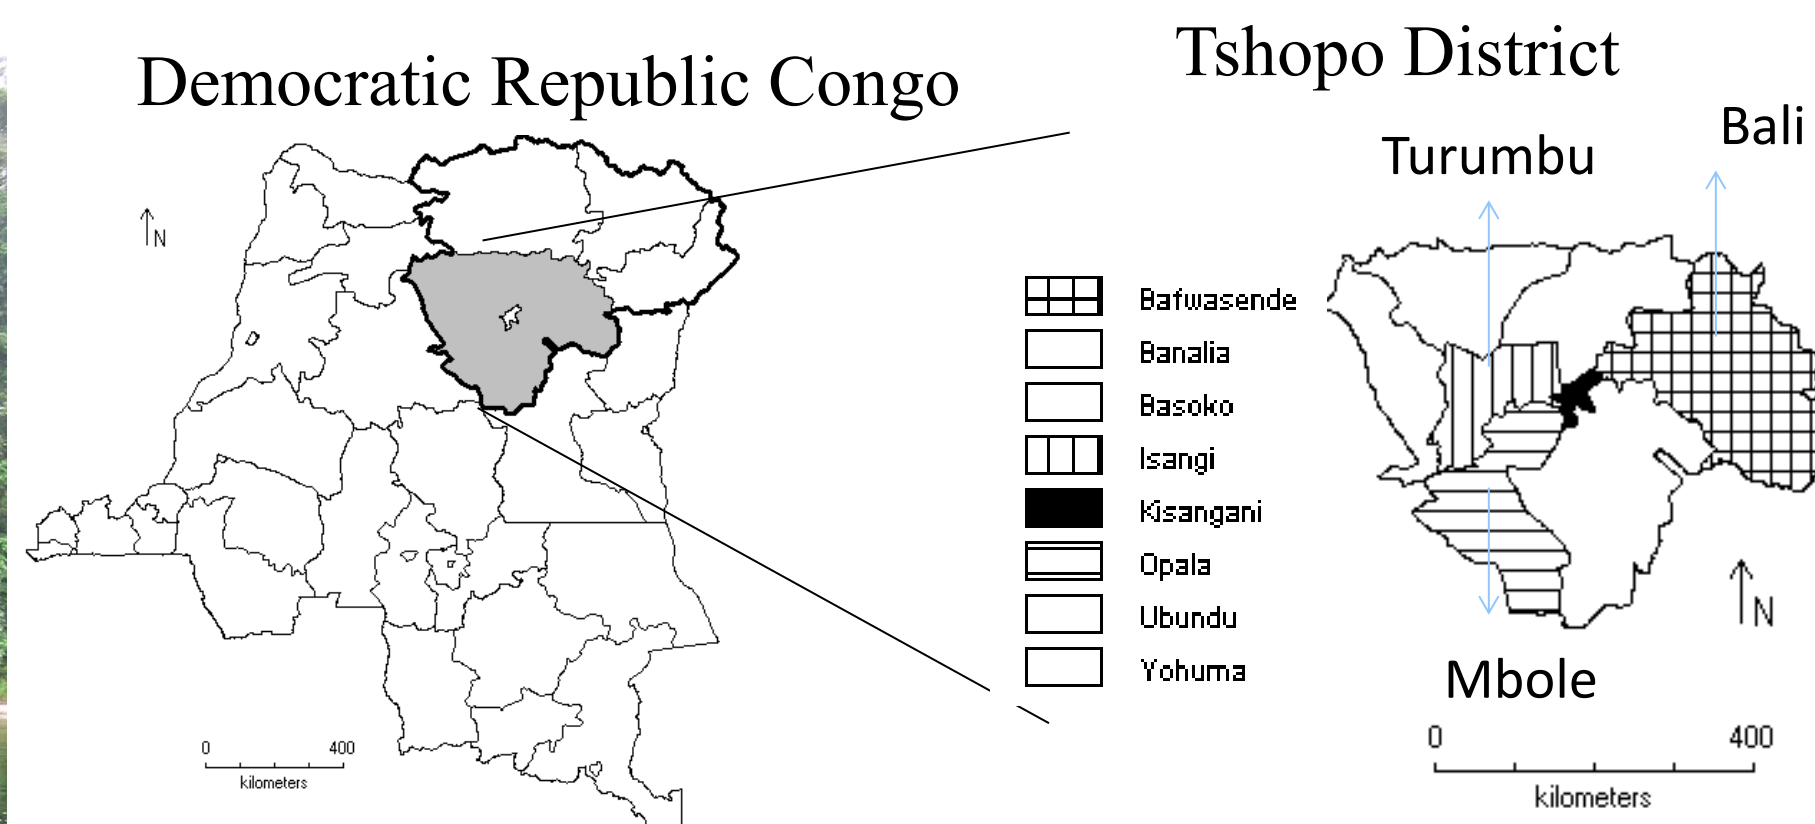 Democratic Republic Congo
Tshopo District
Turumbu
Bali
N
Bafwasende
Banalia
Basoko
Isangi
Kisangani
Opala
Ubundu
Yohuma
N
Mbole
0 400
kilometers
0 400
kilometers